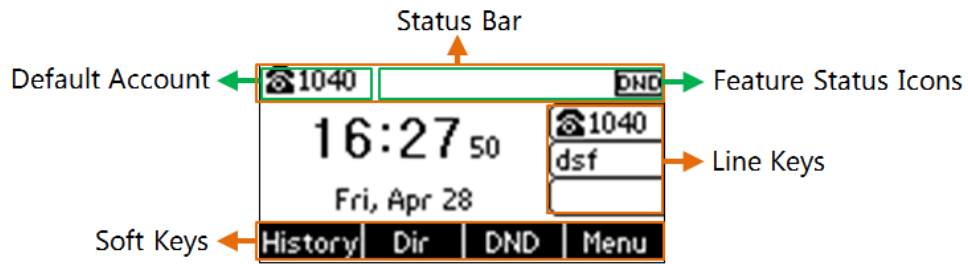 Status Bar
Default Account
1040
DND
Feature Status Icons
16:27 50
1040
dsf
Line Keys
Fri, Apr 28
Soft Keys
History Dir DND Menu